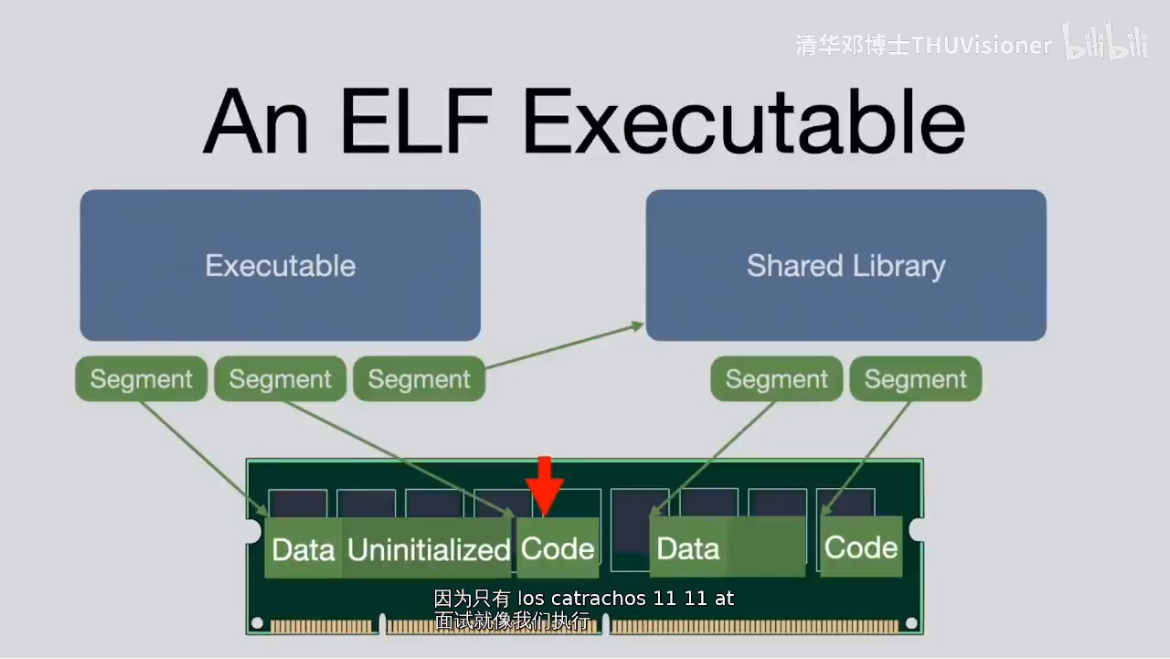 清华邓博士THUVisioner bilibili
An ELF Executable
Executable
Shared Library
Segment Segment Segment Segment Segment
Data Uninitialized Code Data Code
因为只有 los catrachos 11 11 at
面试就像我们执行